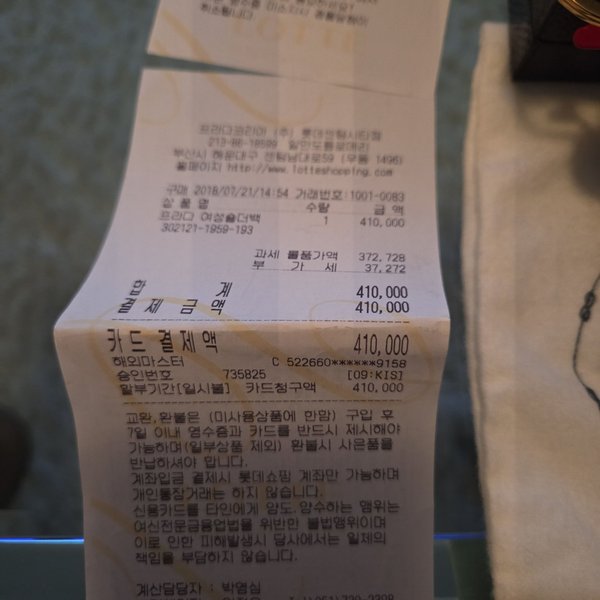 취소됩니다.
프라다코리아 (주) 롯데센텀시티점
213-86-18599 알만도롤로데리
부산시 해운대구 센텀남대로59 (우동 1496)
홈페이지 http://www.lotteshopping.com
구매 2018/07/21/14:54 거래번호:1001-0083
상 품 명 수량 금 액
프라다 여성숄더백 1 410,000
302121-1959-193
과세 물품가액 372,728
부 가 세 37,272
합 계 410,000
결 제 금 액 410,000
카드결제액 410,000
해외마스터 C 522660******9158
승인번호 735825 [09:KIS]
할부기간[일시불] 카드청구액 410,000
교환,환불은 (미사용상품에 한함) 구입 후
7일 이내 영수증과 카드를 반드시 제시해야
가능하며(일부상품 제외) 환불시 사은품을
반납하셔야 합니다.
계좌입금 결제시 롯데쇼핑 계좌만 가능하며
개인통장거래는 하지 않습니다.
신용카드를 타인에게 양도,양수하는 행위는
여신전문금융업법을 위반한 불법행위이며
이로 인한 피해발생시 당사에서는 일체의
책임을 부담하지 않습니다.
계산담당자 : 박영심